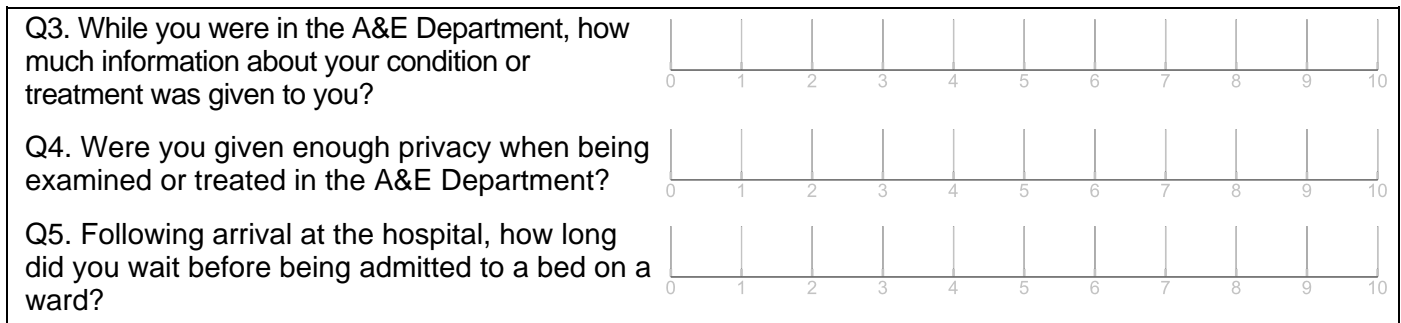 Q3. While you were in the A&E Department, how
much information about your condition or
treatment was given to you?
0 1 2 3 4 5 6 7 8 9 10
Q4. Were you given enough privacy when being
examined or treated in the A&E Department?
0 1 2 3 4 5 6 7 8 9 10
Q5. Following arrival at the hospital, how long
did you wait before being admitted to a bed on a
ward?
0 1 2 3 4 5 6 7 8 9 10